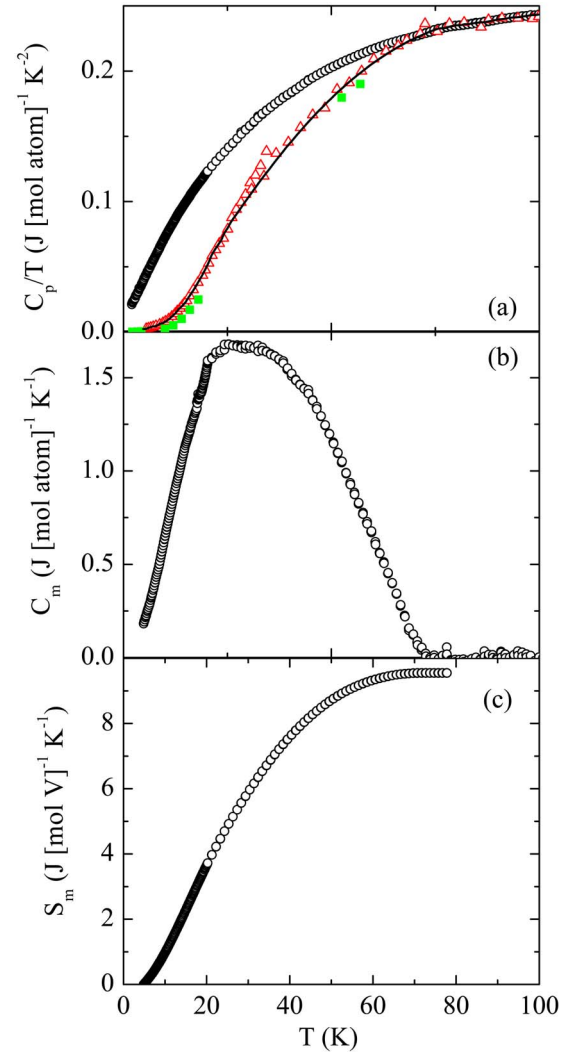 C_p/T (J [mol atom]^-1 K^-2)
0.2
0.1
0.0
(a)
C_m (J [mol atom]^-1 K^-1)
1.5
1.0
0.5
0.0
(b)
S_m (J [mol V]^-1 K^-1)
8
6
4
2
0
(c)
0 20 40 60 80 100
T (K)